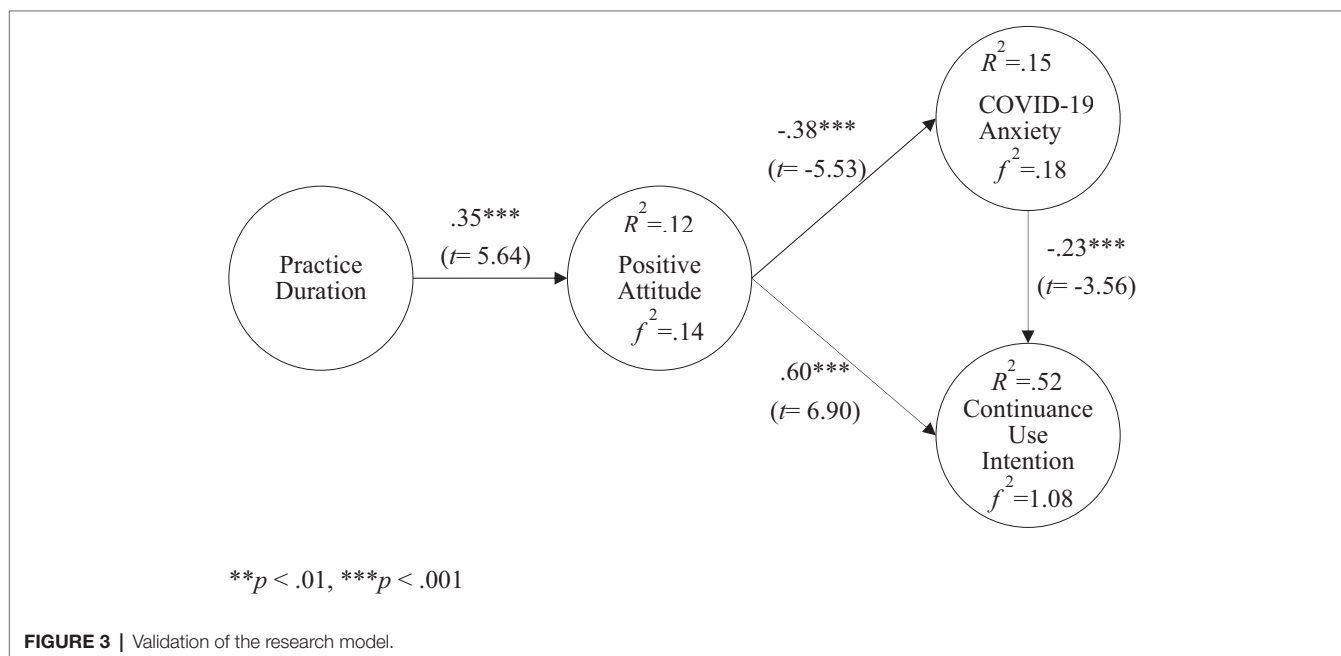 Practice
Duration
.35***
(t= 5.64)
R²=.12
Positive
Attitude
f²=.14
-.38***
(t= -5.53)
R²=.15
COVID-19
Anxiety
f²=.18
-.23***
(t= -3.56)
.60***
(t= 6.90)
R²=.52
Continuance
Use
Intention
f²=1.08
**p < .01, ***p < .001
FIGURE 3 | Validation of the research model.